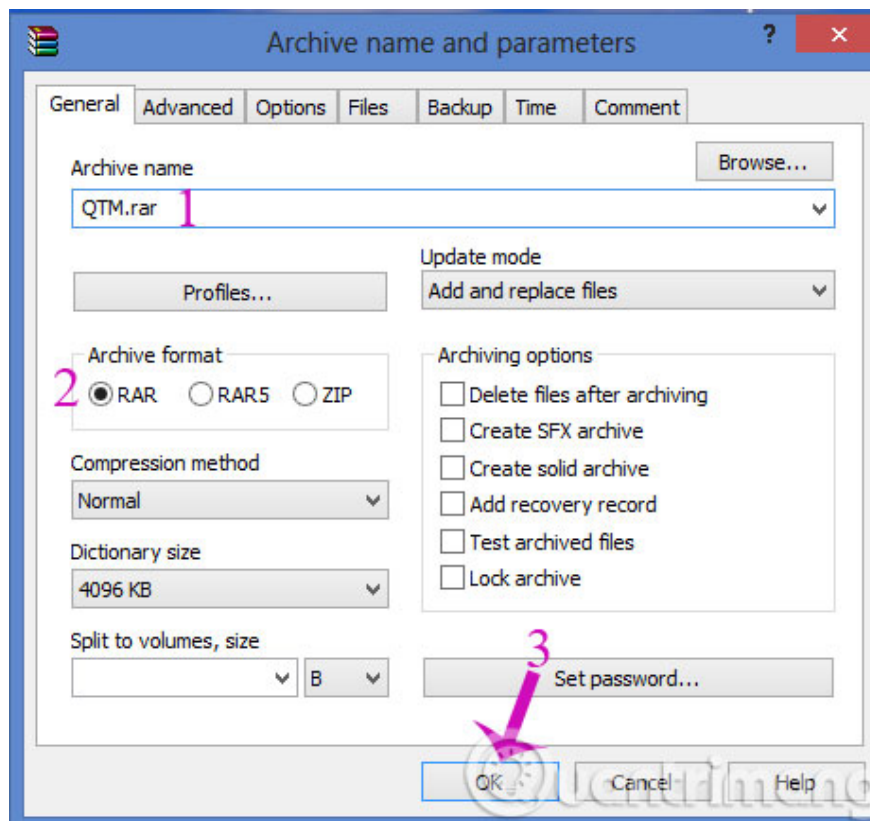 Archive name and parameters
?
General Advanced Options Files Backup Time Comment
Archive name
Browse...
QTM.rar 1
Update mode
Profiles...
Add and replace files
Archive format
Archiving options
2 RAR RAR5 ZIP
Delete files after archiving
Create SFX archive
Compression method
Create solid archive
Normal
Add recovery record
Dictionary size
Test archived files
4096 KB
Lock archive
Split to volumes, size
3
B
Set password...
OK Cancel Help
Quantrimang